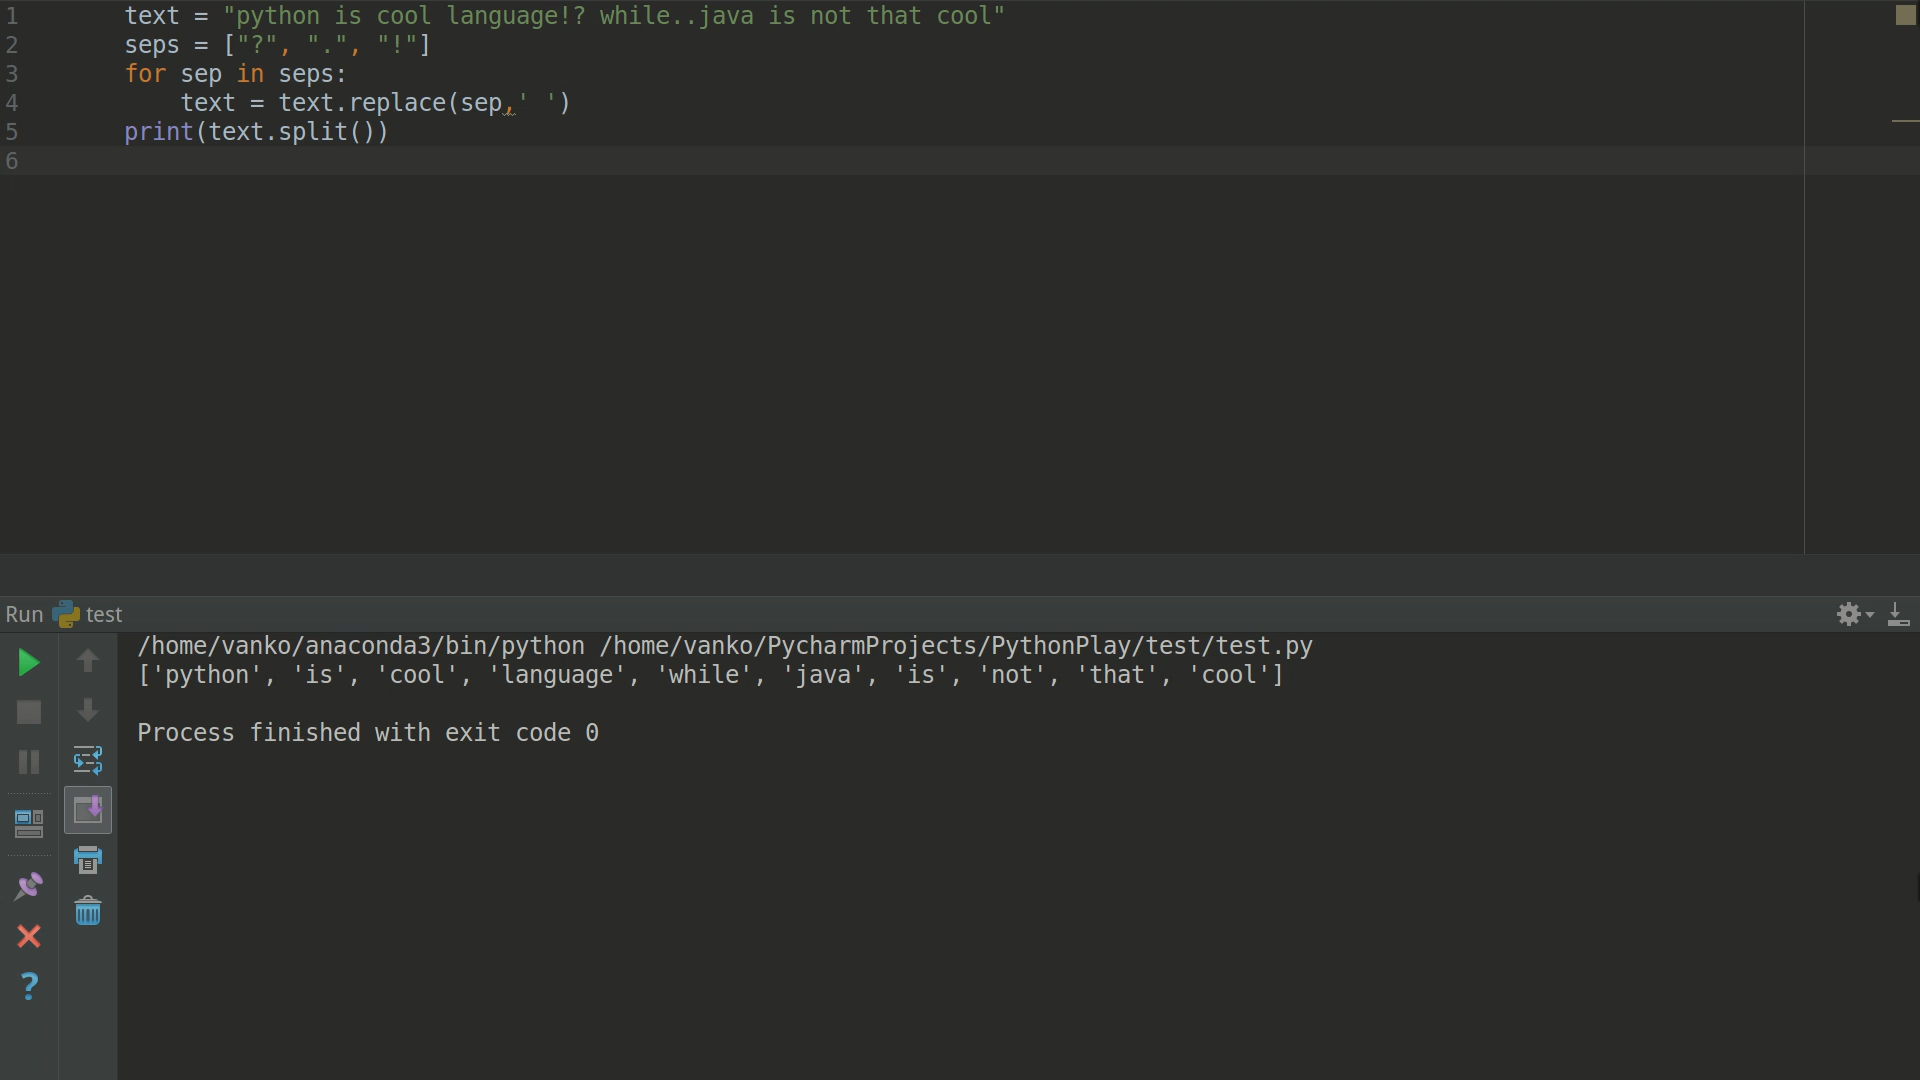 1 text = "python is cool language!? while..java is not that cool"
2 seps = ["?", ".", "!"]
3 for sep in seps:
4     text = text.replace(sep,' ')
5 print(text.split())
6
Run test
/home/vanko/anaconda3/bin/python /home/vanko/PycharmProjects/PythonPlay/test/test.py
['python', 'is', 'cool', 'language', 'while', 'java', 'is', 'not', 'that', 'cool']
Process finished with exit code 0
?